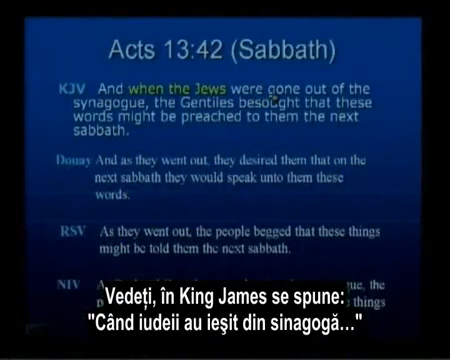 Acts 13:42 (Sabbath)
KJV And when the Jews were gone out of the
synagogue, the Gentiles besought that these
words might be preached to them the next
sabbath.
Douay And as they went out, they desired them that on the
next sabbath they would speak unto them these
words.
RSV As they went out, the people begged that these things
might be told them the next sabbath.
NIV
the
things
Vedeți, în King James se spune:
"Când iudeii au ieşit din sinagogă..."